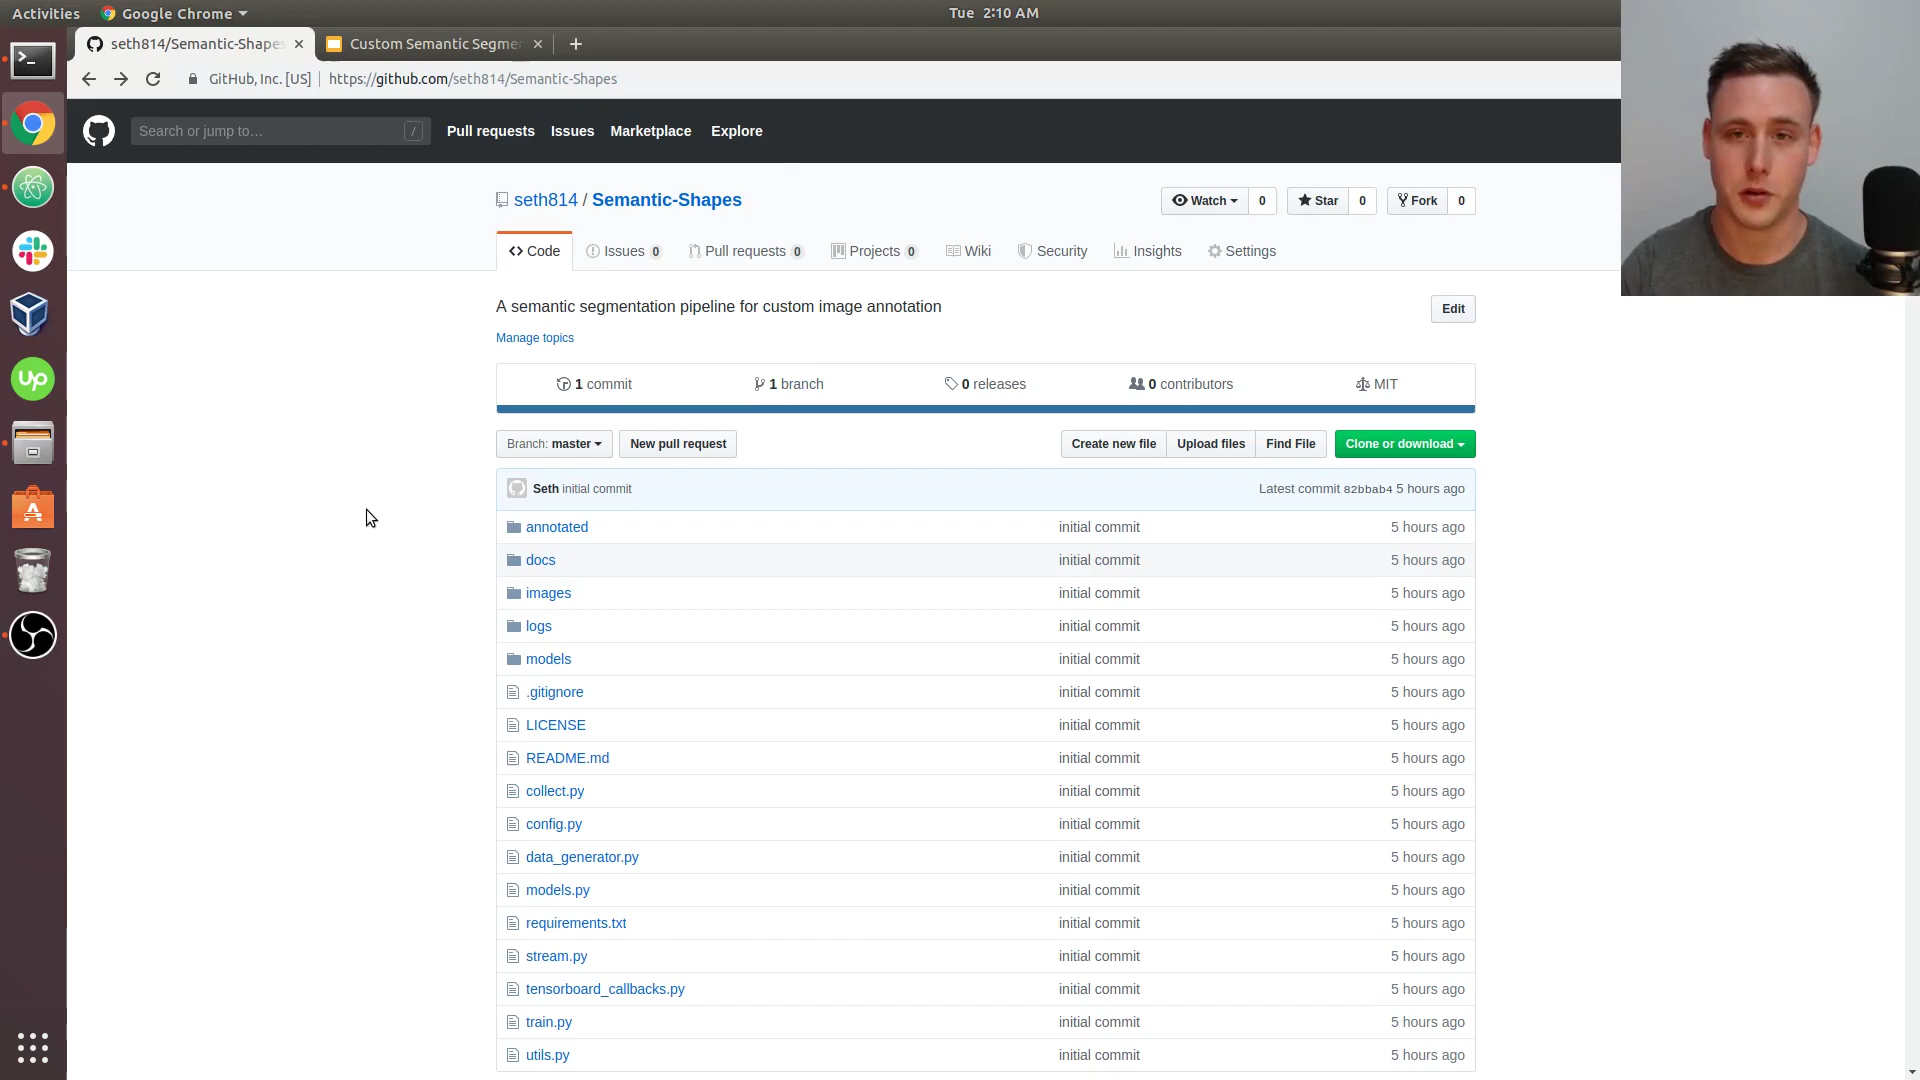 Activities
Google Chrome
Tue 2:10 AM
seth814/Semantic-Shapes
Custom Semantic Segme
GitHub, Inc. [US]
https://github.com/seth814/Semantic-Shapes
Search or jump to…
/
Pull requests
Issues
Marketplace
Explore
seth814 / Semantic-Shapes
Watch
0
Star
0
Fork
0
Code
Issues 0
Pull requests 0
Projects 0
Wiki
Security
Insights
Settings
A semantic segmentation pipeline for custom image annotation
Edit
Manage topics
1 commit
1 branch
0 releases
0 contributors
MIT
Branch: master
New pull request
Create new file
Upload files
Find File
Clone or download
Seth initial commit
Latest commit 82bbab4 5 hours ago
annotated
initial commit
5 hours ago
docs
initial commit
5 hours ago
images
initial commit
5 hours ago
logs
initial commit
5 hours ago
models
initial commit
5 hours ago
.gitignore
initial commit
5 hours ago
LICENSE
initial commit
5 hours ago
README.md
initial commit
5 hours ago
collect.py
initial commit
5 hours ago
config.py
initial commit
5 hours ago
data_generator.py
initial commit
5 hours ago
models.py
initial commit
5 hours ago
requirements.txt
initial commit
5 hours ago
stream.py
initial commit
5 hours ago
tensorboard_callbacks.py
initial commit
5 hours ago
train.py
initial commit
5 hours ago
utils.py
initial commit
5 hours ago
up